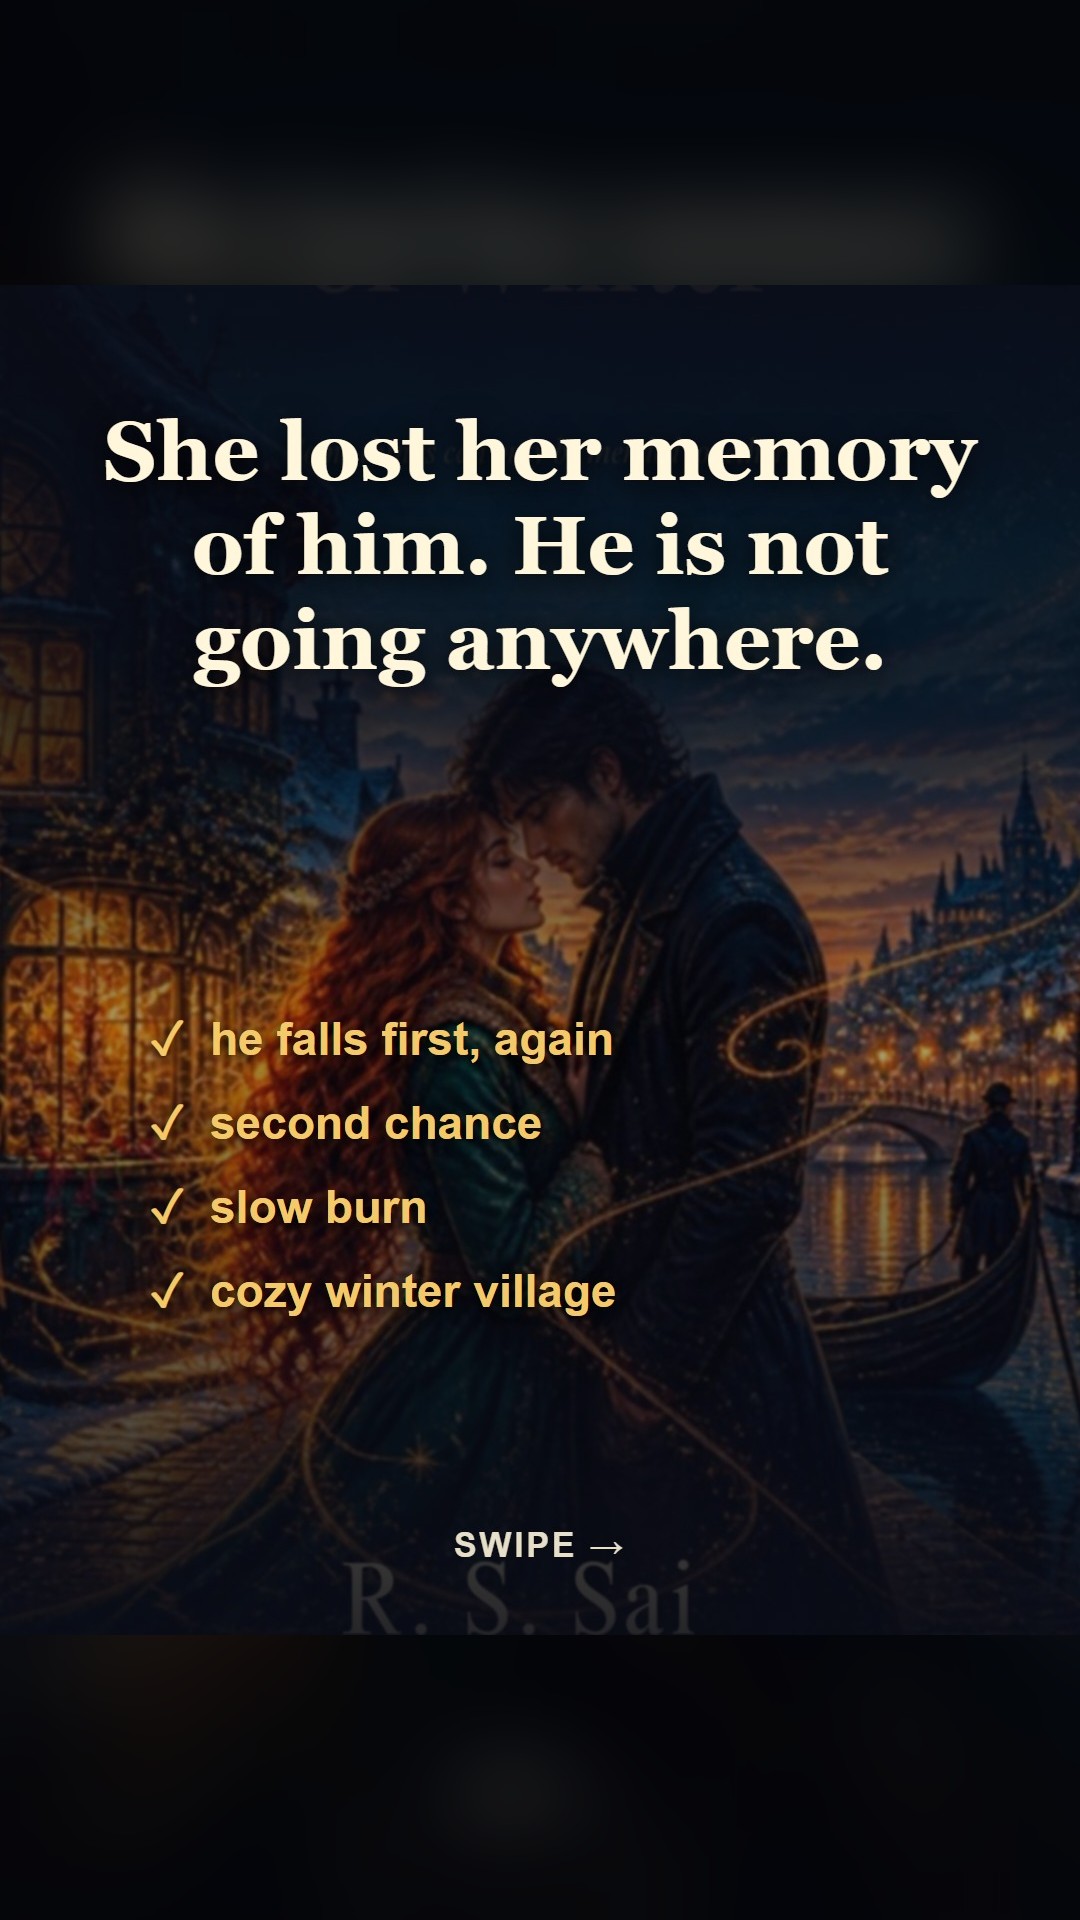 She lost her memory
of him. He is not
going anywhere.
✓ he falls first, again
✓ second chance
✓ slow burn
✓ cozy winter village
SWIPE →
R. S. Sai